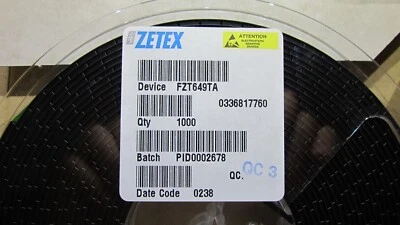 ZETEX
ATTENTION
Device FZT649TA
0336817760
Qty 1000
Batch PID0002678
QC. QC 3
Date Code 0238